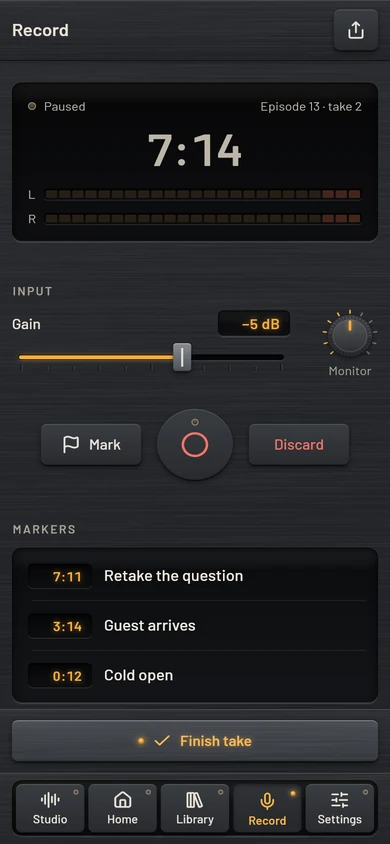 Record
Paused
Episode 13 · take 2
7:14
L
R
INPUT
Gain
−5 dB
Monitor
Mark
Discard
MARKERS
7:11 Retake the question
3:14 Guest arrives
0:12 Cold open
Finish take
Studio
Home
Library
Record
Settings